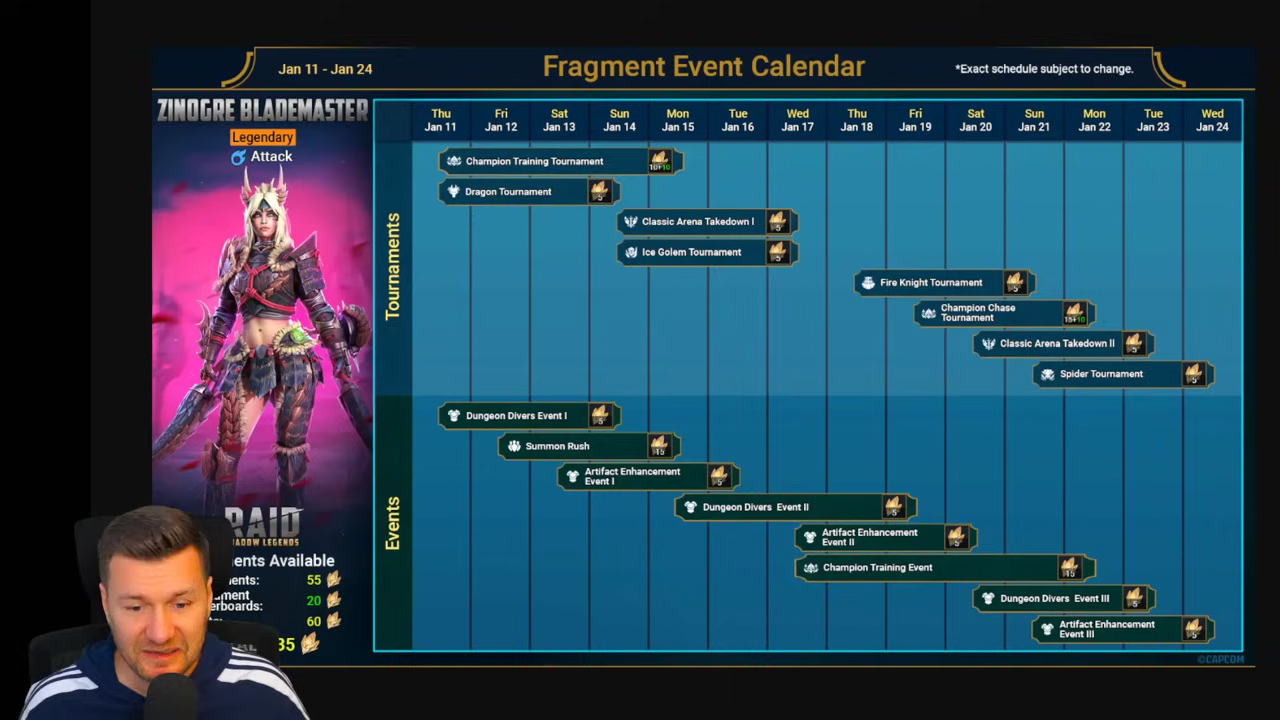 Jan 11 - Jan 24
Fragment Event Calendar
*Exact schedule subject to change.
ZINOGRE BLADEMASTER
Legendary
Attack
Thu Fri Sat Sun Mon Tue Wed Thu Fri Sat Sun Mon Tue Wed
Jan 11 Jan 12 Jan 13 Jan 14 Jan 15 Jan 16 Jan 17 Jan 18 Jan 19 Jan 20 Jan 21 Jan 22 Jan 23 Jan 24
Tournaments
Champion Training Tournament 10+10
Dragon Tournament 5
Classic Arena Takedown I 5
Ice Golem Tournament 5
Fire Knight Tournament 5
Champion Chase
Tournament 15+10
Classic Arena Takedown II 5
Spider Tournament 5
Events
Dungeon Divers Event I 5
Summon Rush 15
Artifact Enhancement
Event I 5
Dungeon Divers Event II 5
Artifact Enhancement
Event II 5
Champion Training Event 15
Dungeon Divers Event III 5
Artifact Enhancement
Event III 5
RAID
SHADOW LEGENDS
ments Available
ments: 55
ament
erboards: 20
60
35
©CAPCOM